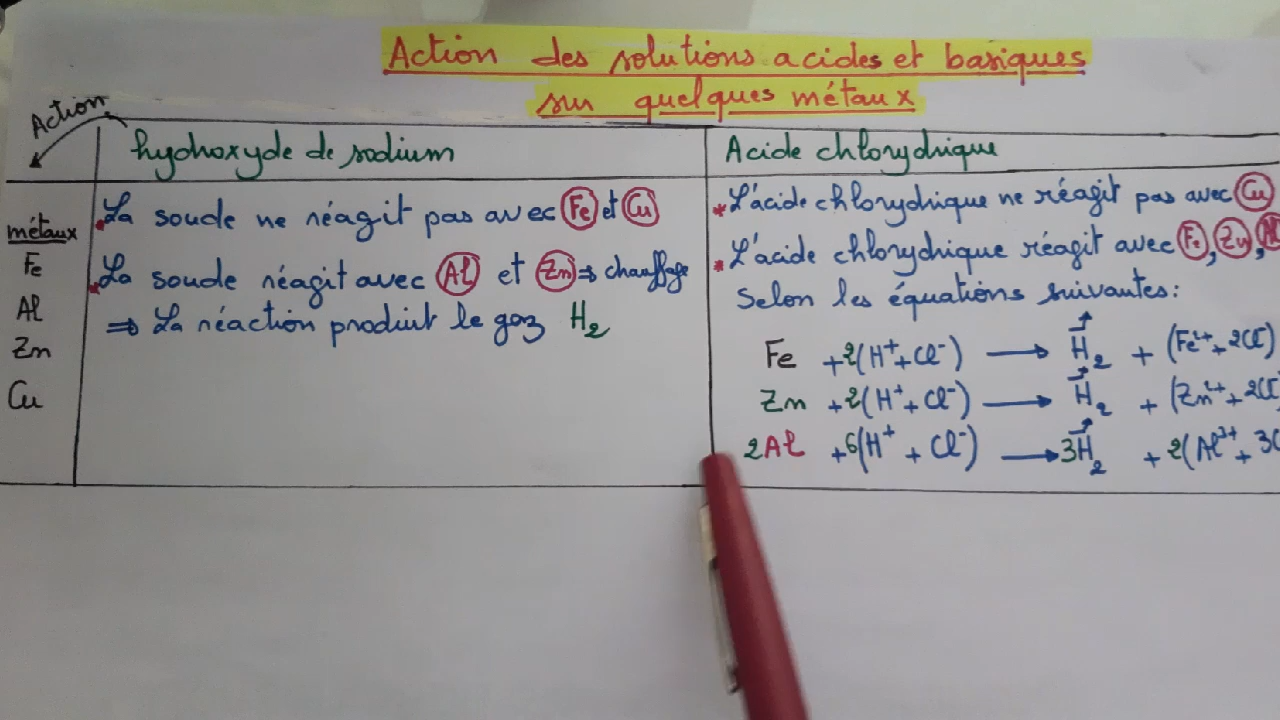 Action des solutions acides et basiques
sur quelques métaux
Action
hydroxyde de sodium
Acide chlorydrique
métaux
Fe
Al
Zn
Cu
* La soude ne réagit pas avec Fe et Cu
* La soude réagit avec Al et Zn ⇒ chauffage
⇒ La réaction produit le gaz H₂
* L'acide chlorydrique ne réagit pas avec Cu
* L'acide chlorydrique réagit avec Fe, Zn, Al
Selon les équations suivantes:
Fe + 2(H⁺ + Cl⁻) → H₂ + (Fe²⁺ + 2Cl⁻)
Zn + 2(H⁺ + Cl⁻) → H₂ + (Zn²⁺ + 2Cl
2Al + 6(H⁺ + Cl⁻) → 3H₂ + 2(Al³⁺ + 3C